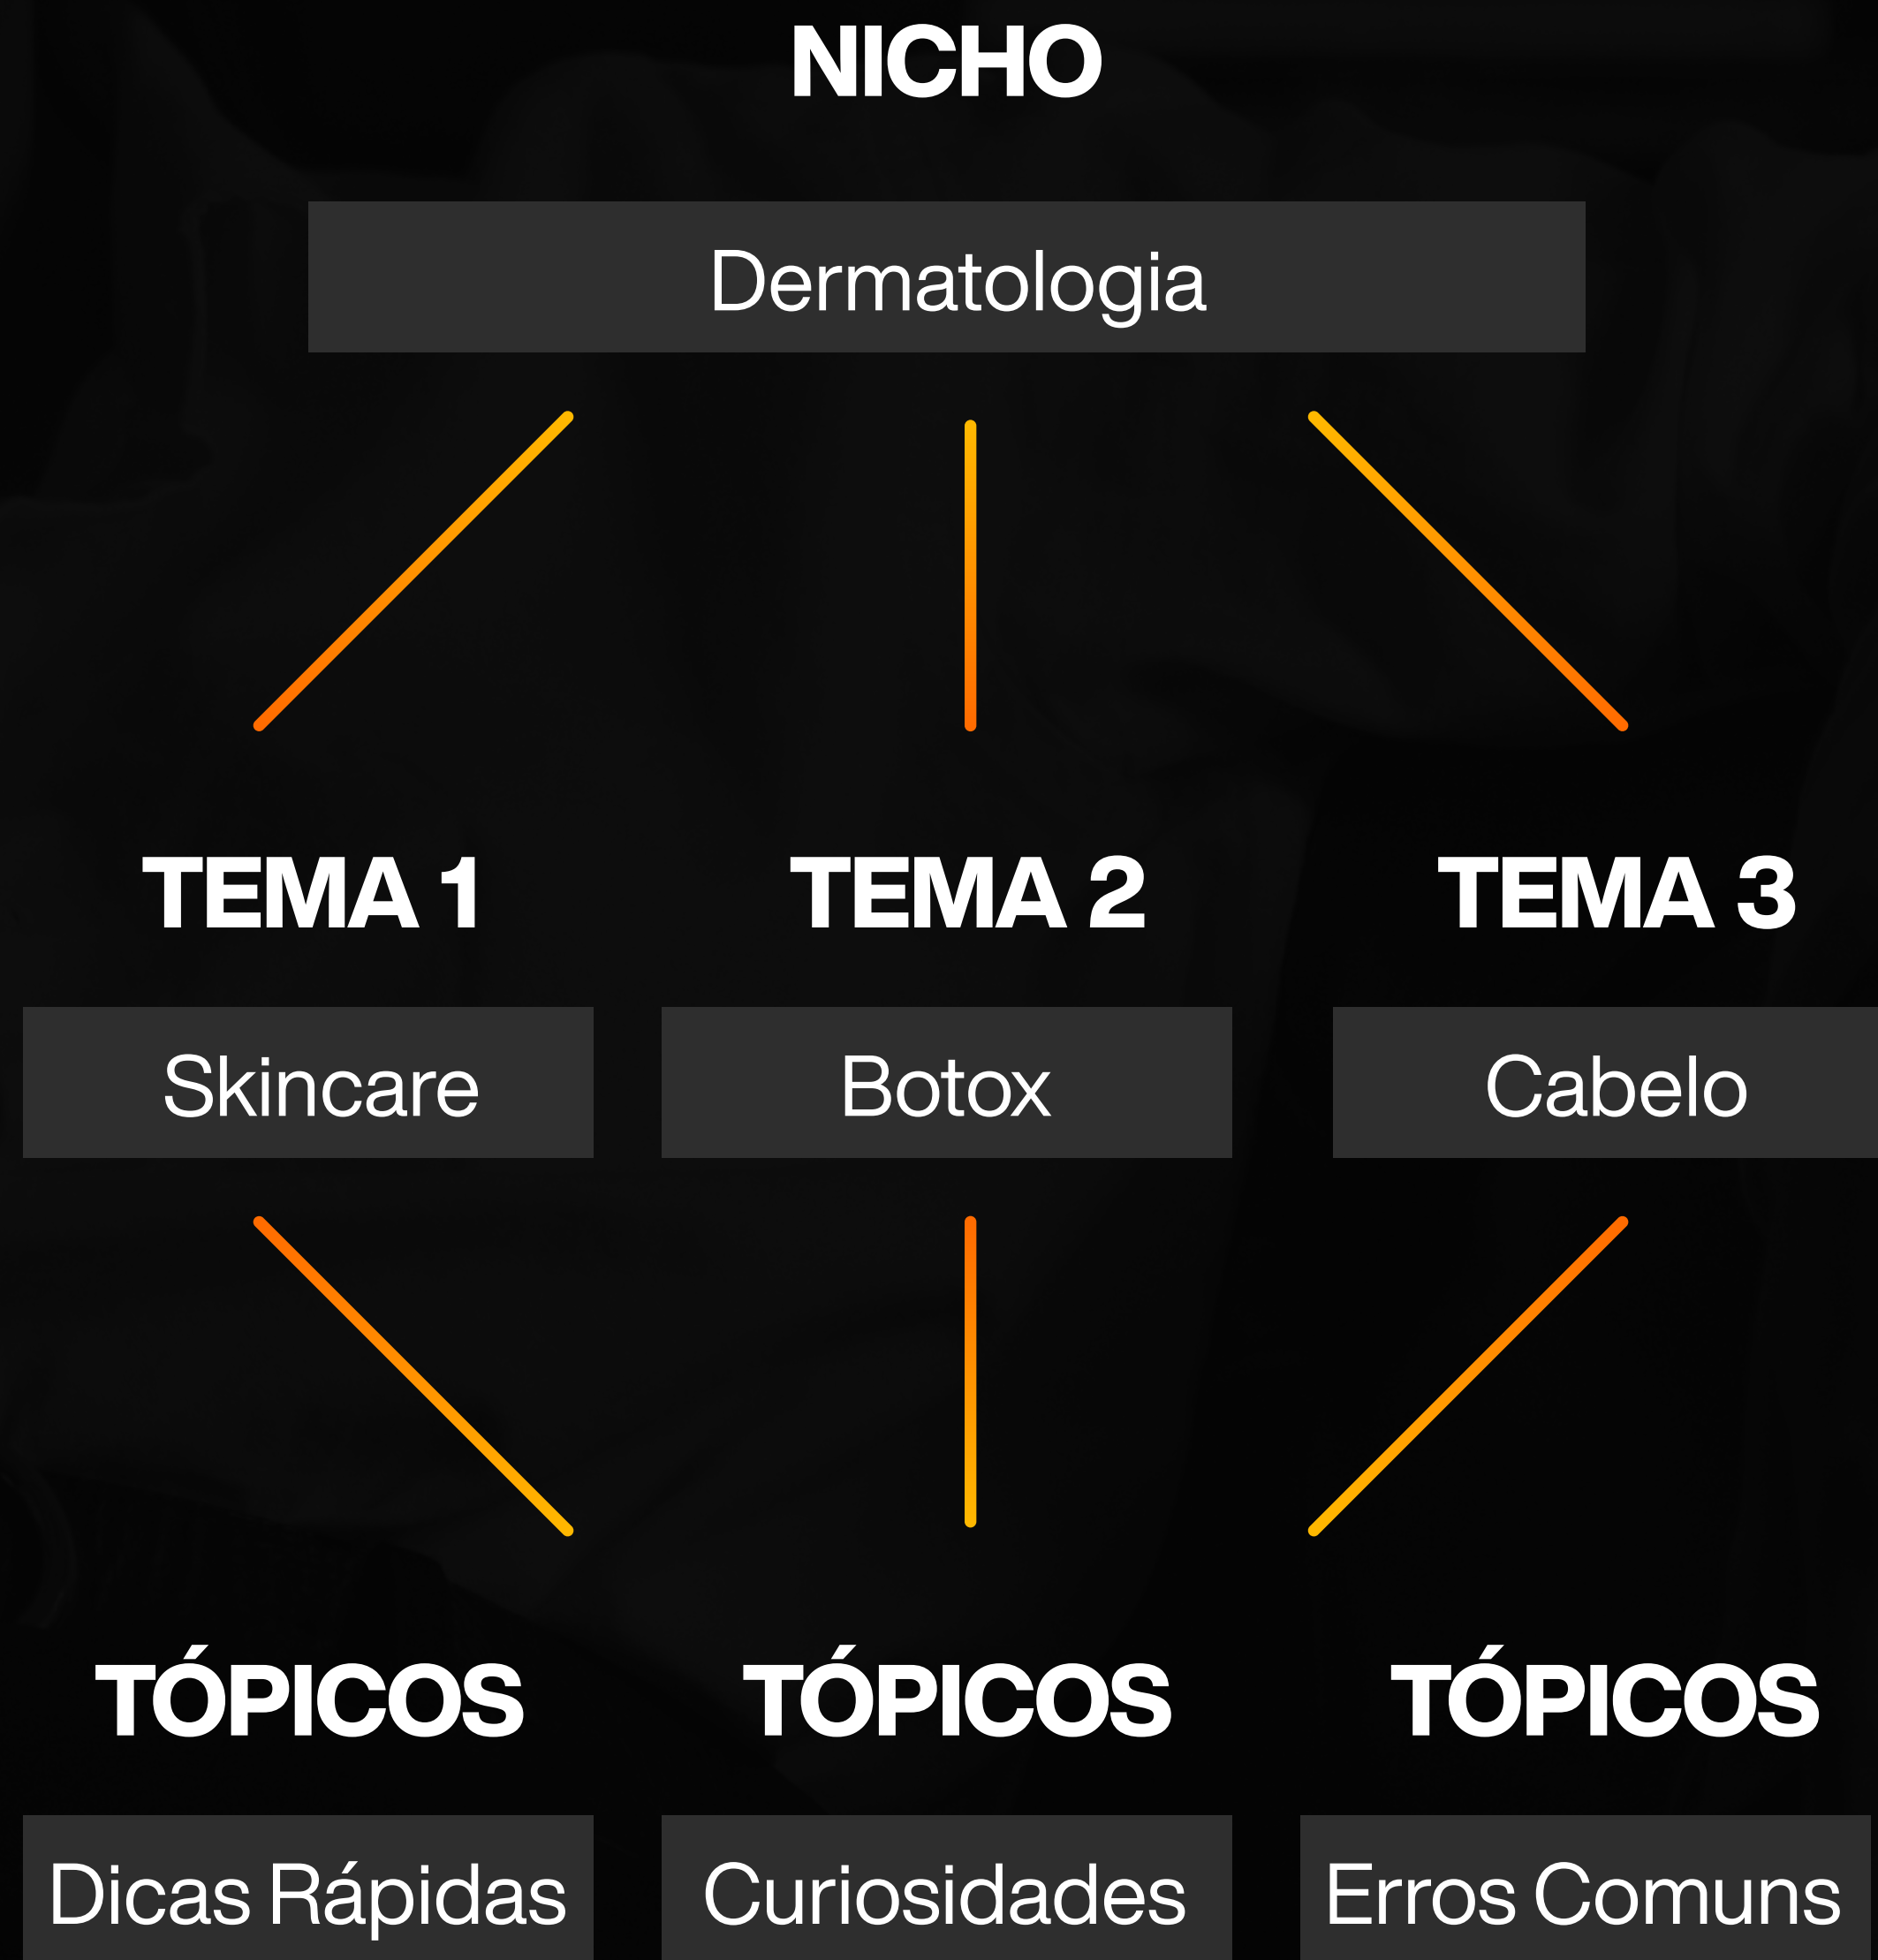 NICHO
Dermatologia
TEMA 1
TEMA 2
TEMA 3
Skincare
Botox
Cabelo
TÓPICOS
TÓPICOS
TÓPICOS
Dicas Rápidas
Curiosidades
Erros Comuns